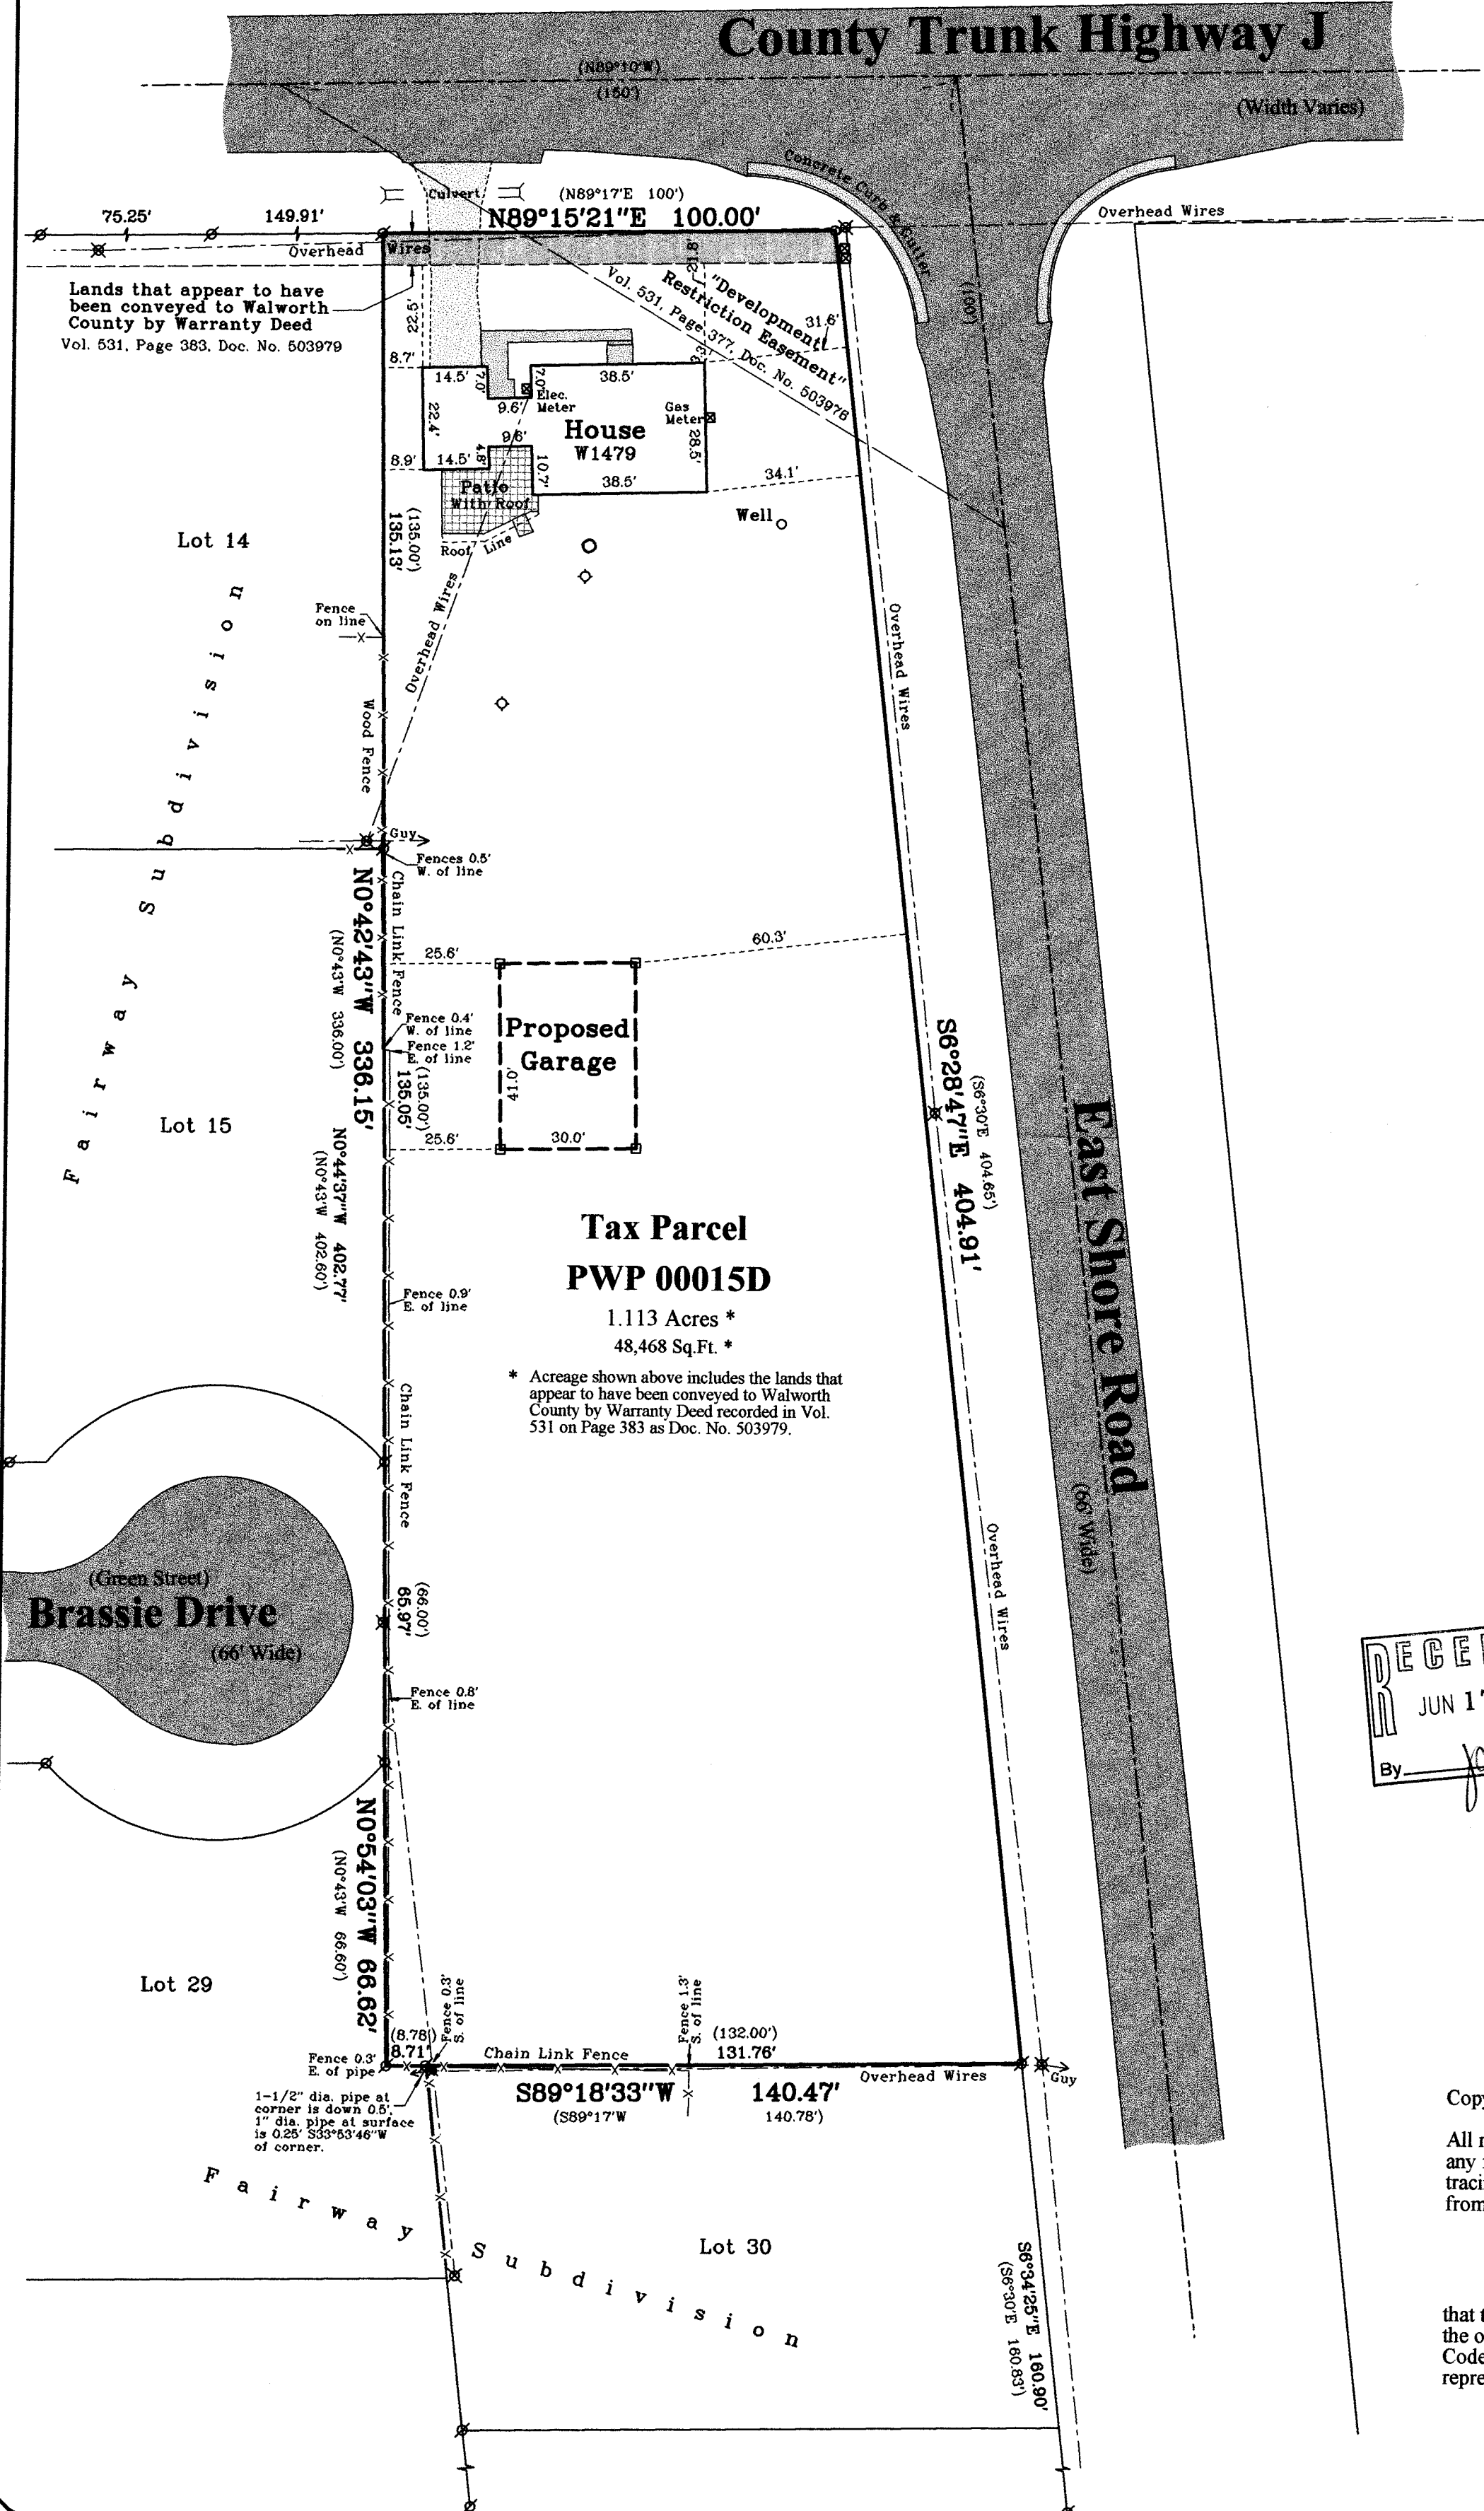 County Trunk Highway J
(N89°10'W)
(150')
(Width Varies)
Concrete Curb & Gutter
Culvert
(N89°17'E 100')
N89°15'21"E 100.00'
75.25'
149.91'
Overhead Wires
Overhead Wires
Lands that appear to have
been conveyed to Walworth
County by Warranty Deed
Vol. 531, Page 383, Doc. No. 503979
22.5'
21.8'
"Development
Restriction Easement"
Vol. 531, Page 377, Doc. No. 503978
(100')
31.6'
8.7'
14.5'
7.0'
7.0'
38.5'
3.3'
9.6'
Elec.
Meter
Gas
Meter
22.4'
House
W1479
28.5'
9.6'
4.8'
8.9'
14.5'
10.7'
38.5'
34.1'
Patio
With Roof
Roof Line
Well
Lot 14
(135.00')
135.13'
Fence
on line
Overhead Wires
Overhead Wires
Wood Fence
Fairway Subdivision
Guy
Fences 0.5'
W. of line
Chain Link Fence
N0°42'43"W 336.15'
(N0°43'W 336.00')
25.6'
60.3'
Fence 0.4'
W. of line
Fence 1.2'
E. of line
Proposed
Garage
41.0'
30.0'
25.6'
(135.00')
135.05'
Lot 15
N0°44'37"W 402.77'
(N0°43'W 402.60')
S6°28'47"E 404.91'
(S6°30'E 404.65')
East Shore Road
(66' Wide)
Tax Parcel
PWP 00015D
1.113 Acres *
48,468 Sq.Ft. *
* Acreage shown above includes the lands that
appear to have been conveyed to Walworth
County by Warranty Deed recorded in Vol.
531 on Page 383 as Doc. No. 503979.
Fence 0.9'
E. of line
Chain Link Fence
Overhead Wires
(Green Street)
Brassie Drive
(66' Wide)
(66.00')
65.97'
Fence 0.8'
E. of line
RECE
JUN 1
By
N0°54'03"W 66.62'
(N0°43'W 66.60')
Lot 29
Fence 0.3'
S. of line
Fence 1.3'
S. of line
(8.78)
8.71'
Chain Link Fence
(132.00')
131.76'
Fence 0.3'
E. of pipe
Overhead Wires
Guy
S89°18'33"W 140.47'
(S89°17'W 140.78')
1-1/2" dia. pipe at
corner is down 0.5'.
1" dia. pipe at surface
is 0.25' S33°53'46"W
of corner.
Fairway Subdivision
Lot 30
S6°34'25"E 160.90'
(S6°30'E 160.83')
Cop
All
any
traci
from
that t
the o
Code
repre